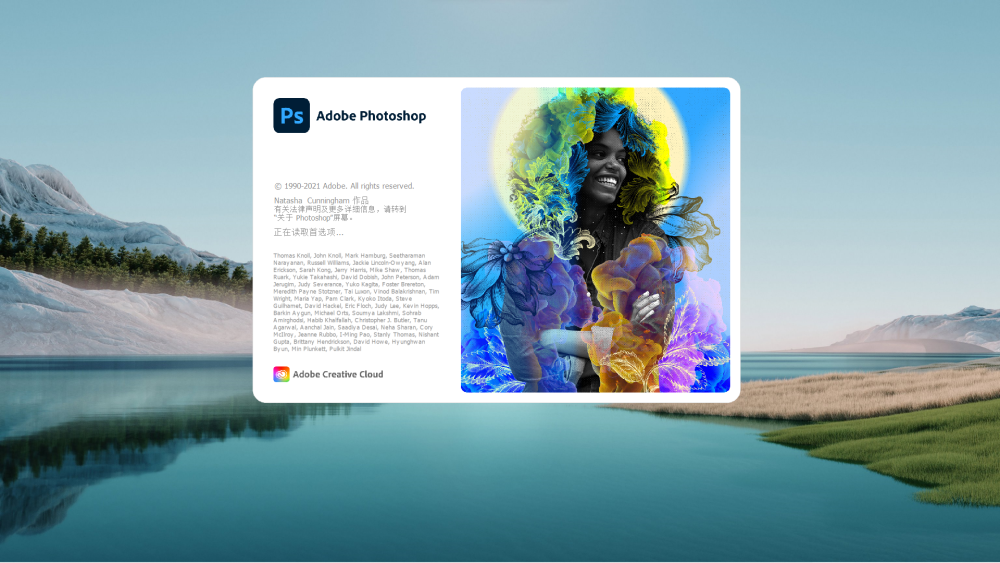 Ps
Adobe Photoshop
© 1990-2021 Adobe. All rights reserved.
Natasha Cunningham 作品
有关法律声明及更多详细信息，请转到
“关于 Photoshop”屏幕。
正在读取首选项...
Thomas Knoll, John Knoll, Mark Hamburg, Seetharaman
Narayanan, Russell Williams, Jackie Lincoln-Owyang, Alan
Erickson, Sarah Kong, Jerry Harris, Mike Shaw, Thomas
Ruark, Yukie Takahashi, David Dobish, John Peterson, Adam
Jerugim, Judy Severance, Yuko Kagita, Foster Brereton,
Meredith Payne Stotzner, Tai Luxon, Vinod Balakrishnan, Tim
Wright, Maria Yap, Pam Clark, Kyoko Itoda, Steve
Guilhamet, David Hackel, Eric Floch, Judy Lee, Kevin Hopps,
Barkin Aygun, Michael Orts, Soumya Lakshmi, Sohrab
Amirghods, Habib Khalfallah, Christopher J. Butler, Tanu
Agarwal, Aanchal Jain, Saadiya Desai, Neha Sharan, Cory
McIlroy, Jeanne Rubbo, I-Ming Pao, Stanly Thomas, Nishant
Gupta, Brittany Hendrickson, David Howe, Hyunghwan
Byun, Min Plunkett, Pulkit Jindal
Adobe Creative Cloud